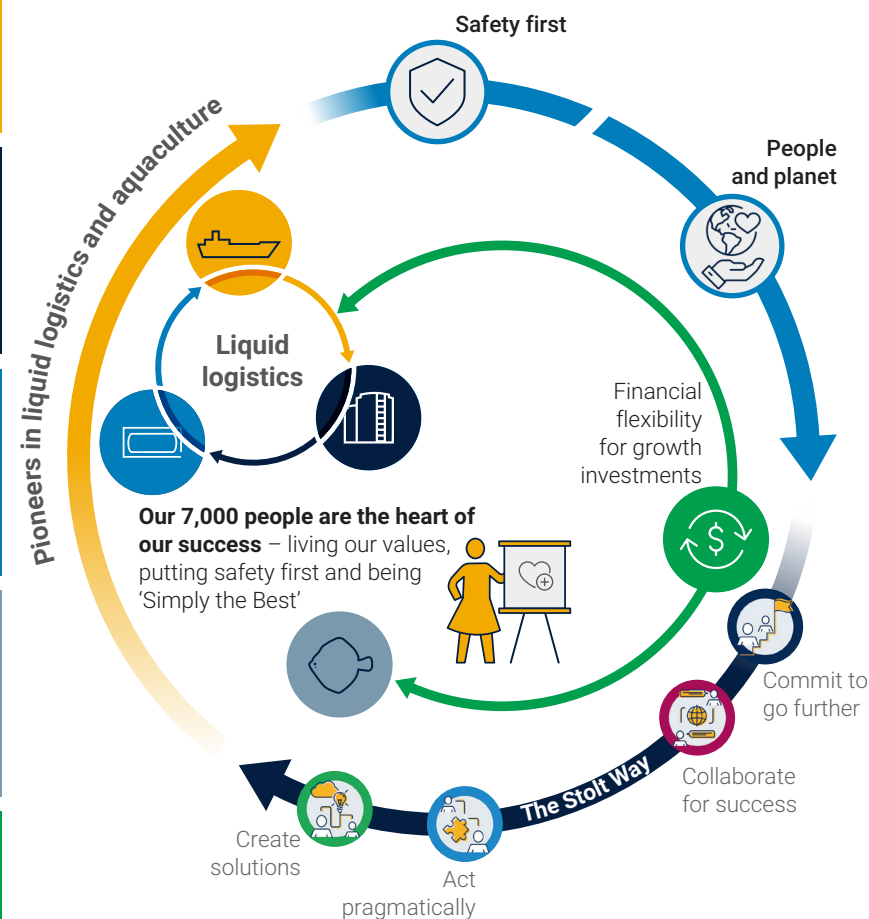 Safety first
People
and planet
Pioneers in liquid logistics and aquaculture
Liquid
logistics
Financial
flexibility
for growth
investments
$
Our 7,000 people are the heart of
our success – living our values,
putting safety first and being
‘Simply the Best’
Commit to
go further
Collaborate
for success
The Stolt Way
Act
pragmatically
Create
solutions